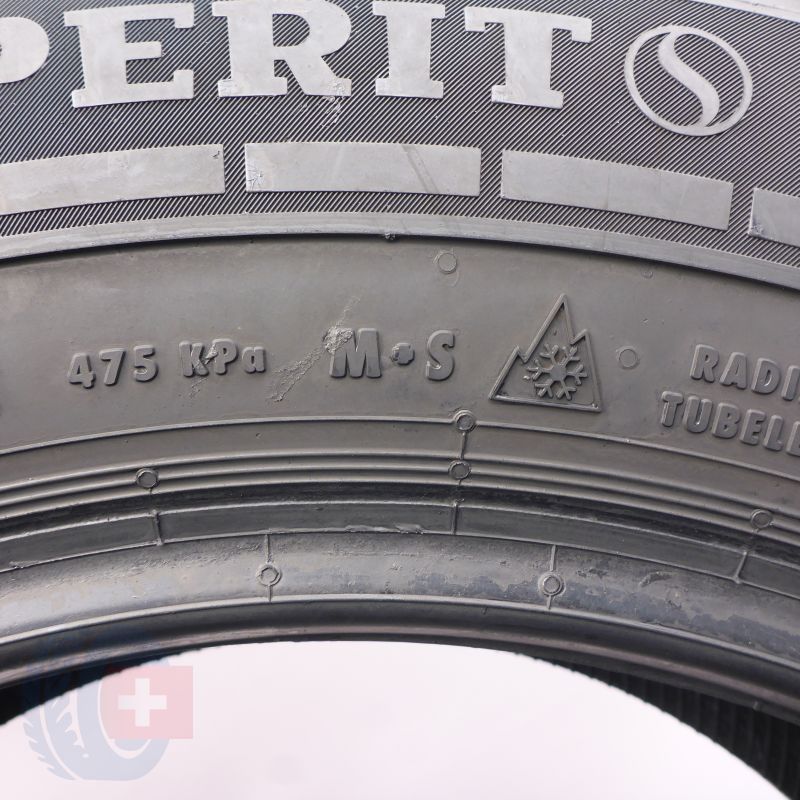 PERIT
475 KPa M+S
RADI
TUBELE